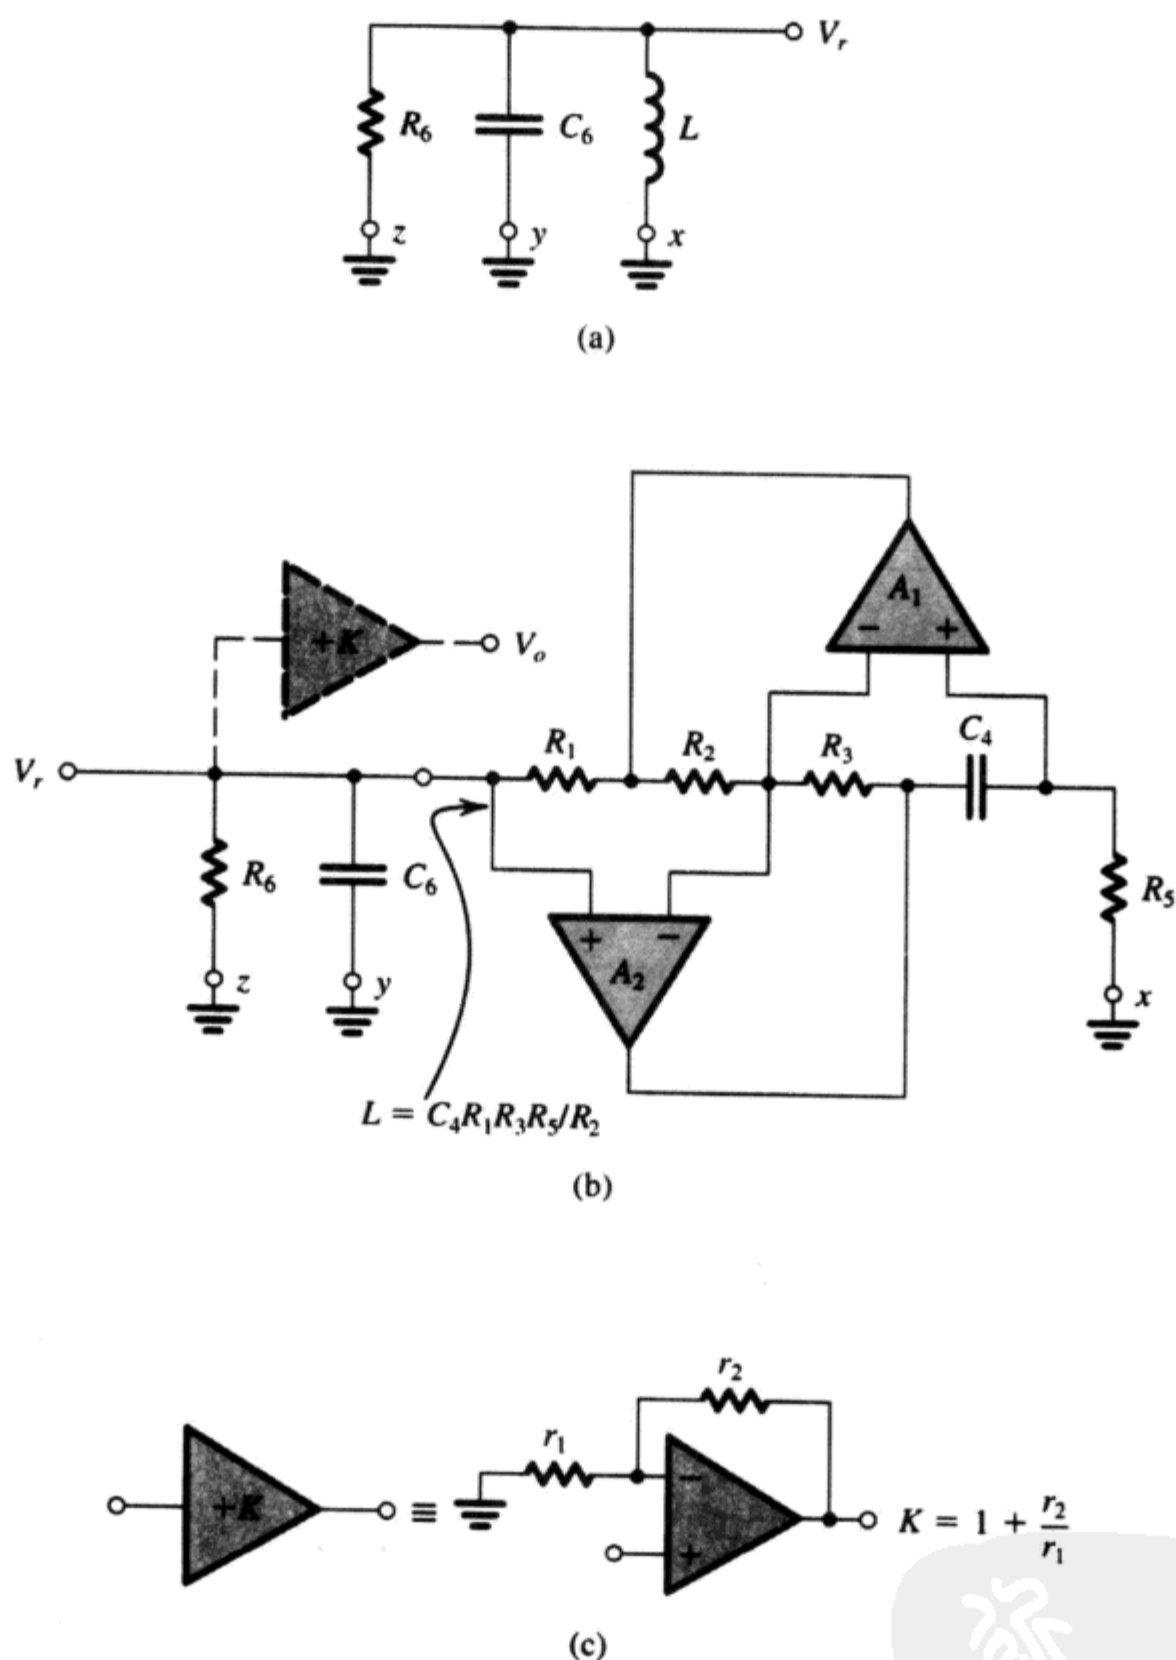 V_r
R_6
C_6
L
z
y
x
(a)
A_1
− +
+K
V_o
C_4
R_1
R_2
R_3
V_r
R_6
C_6
R_5
+ −
A_2
z
y
x
L = C_4R_1R_3R_5/R_2
(b)
r_2
r_1
+K
≡
−
+
K = 1 + r_2/r_1
(c)